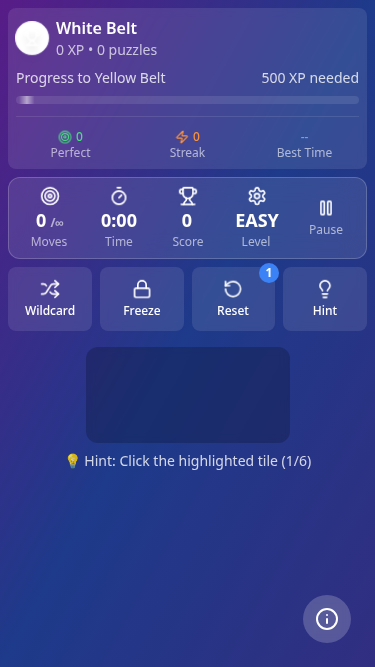 White Belt
0 XP • 0 puzzles
Progress to Yellow Belt 500 XP needed
0 0 --
Perfect Streak Best Time
0 /∞ 0:00 0 EASY
Moves Time Score Level Pause
1
Wildcard Freeze Reset Hint
💡 Hint: Click the highlighted tile (1/6)